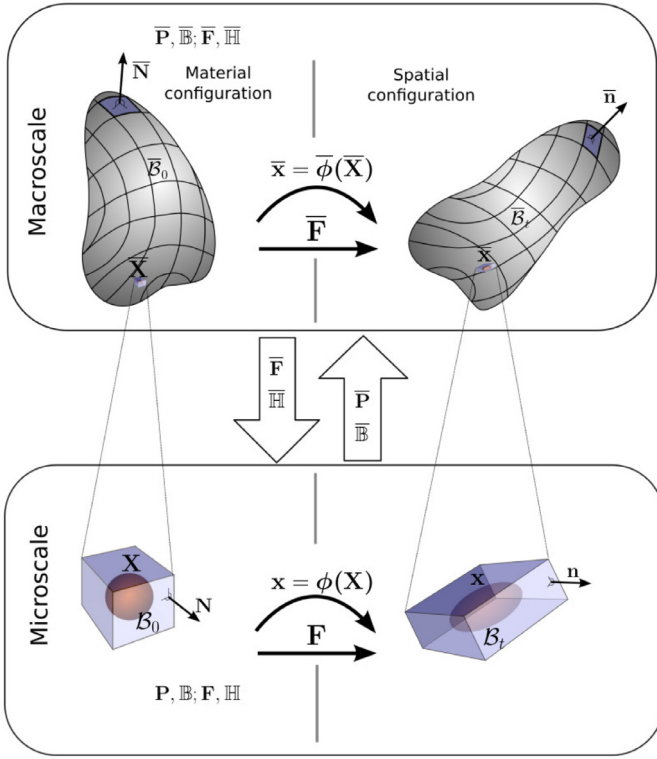 P̅, 𝔹̅; F̅, ℍ̅
N̅
Material
configuration
Spatial
configuration
n̅
Macroscale
ℬ̅₀
x̅ = ϕ̅(X̅)
F̅
ℬ̅ₜ
X̅
x̅
F̅
ℍ̅
P̅
𝔹̅
Microscale
X
N
ℬ₀
x = ϕ(X)
F
x
n
ℬₜ
P, 𝔹; F, ℍ